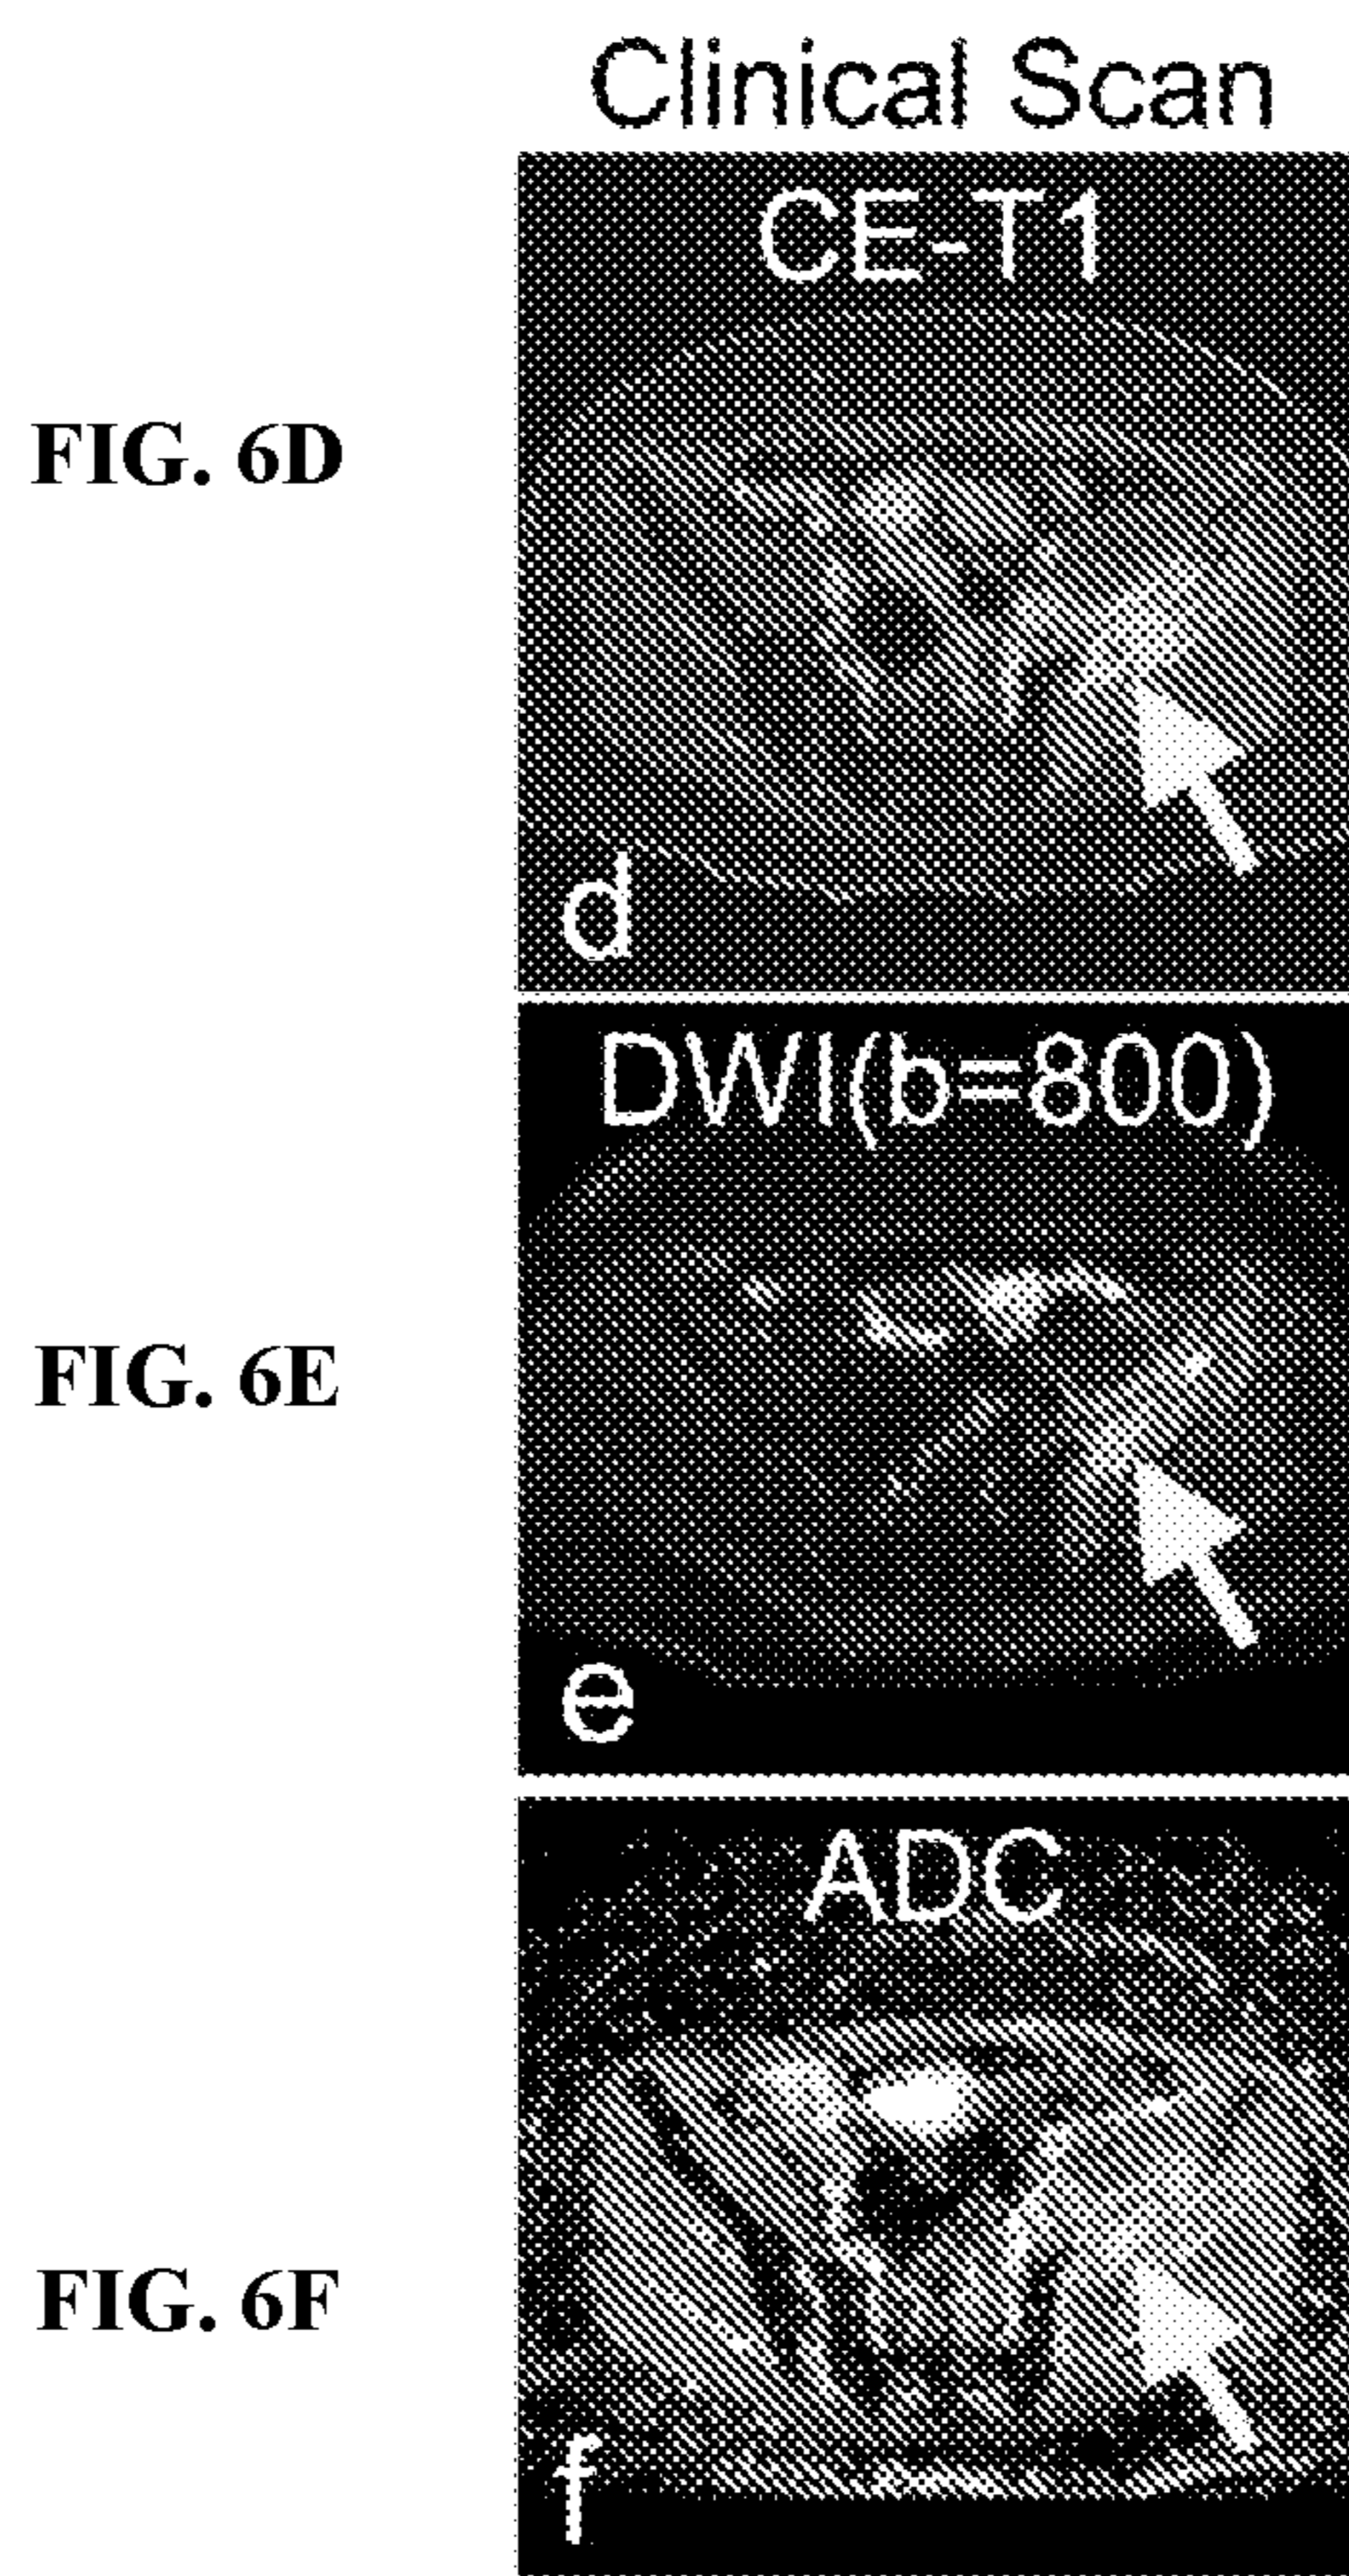 Clinical Scan
CE-T1
FIG. 6D
d
DWI(b=800)
FIG. 6E
e
ADC
FIG. 6F
f